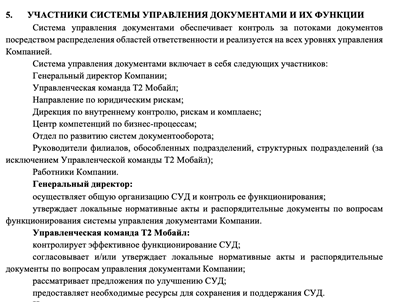 5. УЧАСТНИКИ СИСТЕМЫ УПРАВЛЕНИЯ ДОКУМЕНТАМИ И ИХ ФУНКЦИИ
Система управления документами обеспечивает контроль за потоками документов
посредством распределения областей ответственности и реализуется на всех уровнях управления
Компанией.
Система управления документами включает в себя следующих участников:
Генеральный директор Компании;
Управленческая команда Т2 Мобайл;
Направление по юридическим рискам;
Дирекция по внутреннему контролю, рискам и комплаенс;
Центр компетенций по бизнес-процессам;
Отдел по развитию систем документооборота;
Руководители филиалов, обособленных подразделений, структурных подразделений (за
исключением Управленческой команды Т2 Мобайл);
Работники Компании.
Генеральный директор:
осуществляет общую организацию СУД и контроль ее функционирования;
утверждает локальные нормативные акты и распорядительные документы по вопросам
функционирования системы управления документами Компании.
Управленческая команда Т2 Мобайл:
контролирует эффективное функционирование СУД;
согласовывает и/или утверждает локальные нормативные акты и распорядительные
документы по вопросам управления документами Компании;
рассматривает предложения по улучшению СУД;
предоставляет необходимые ресурсы для сохранения и поддержания СУД.